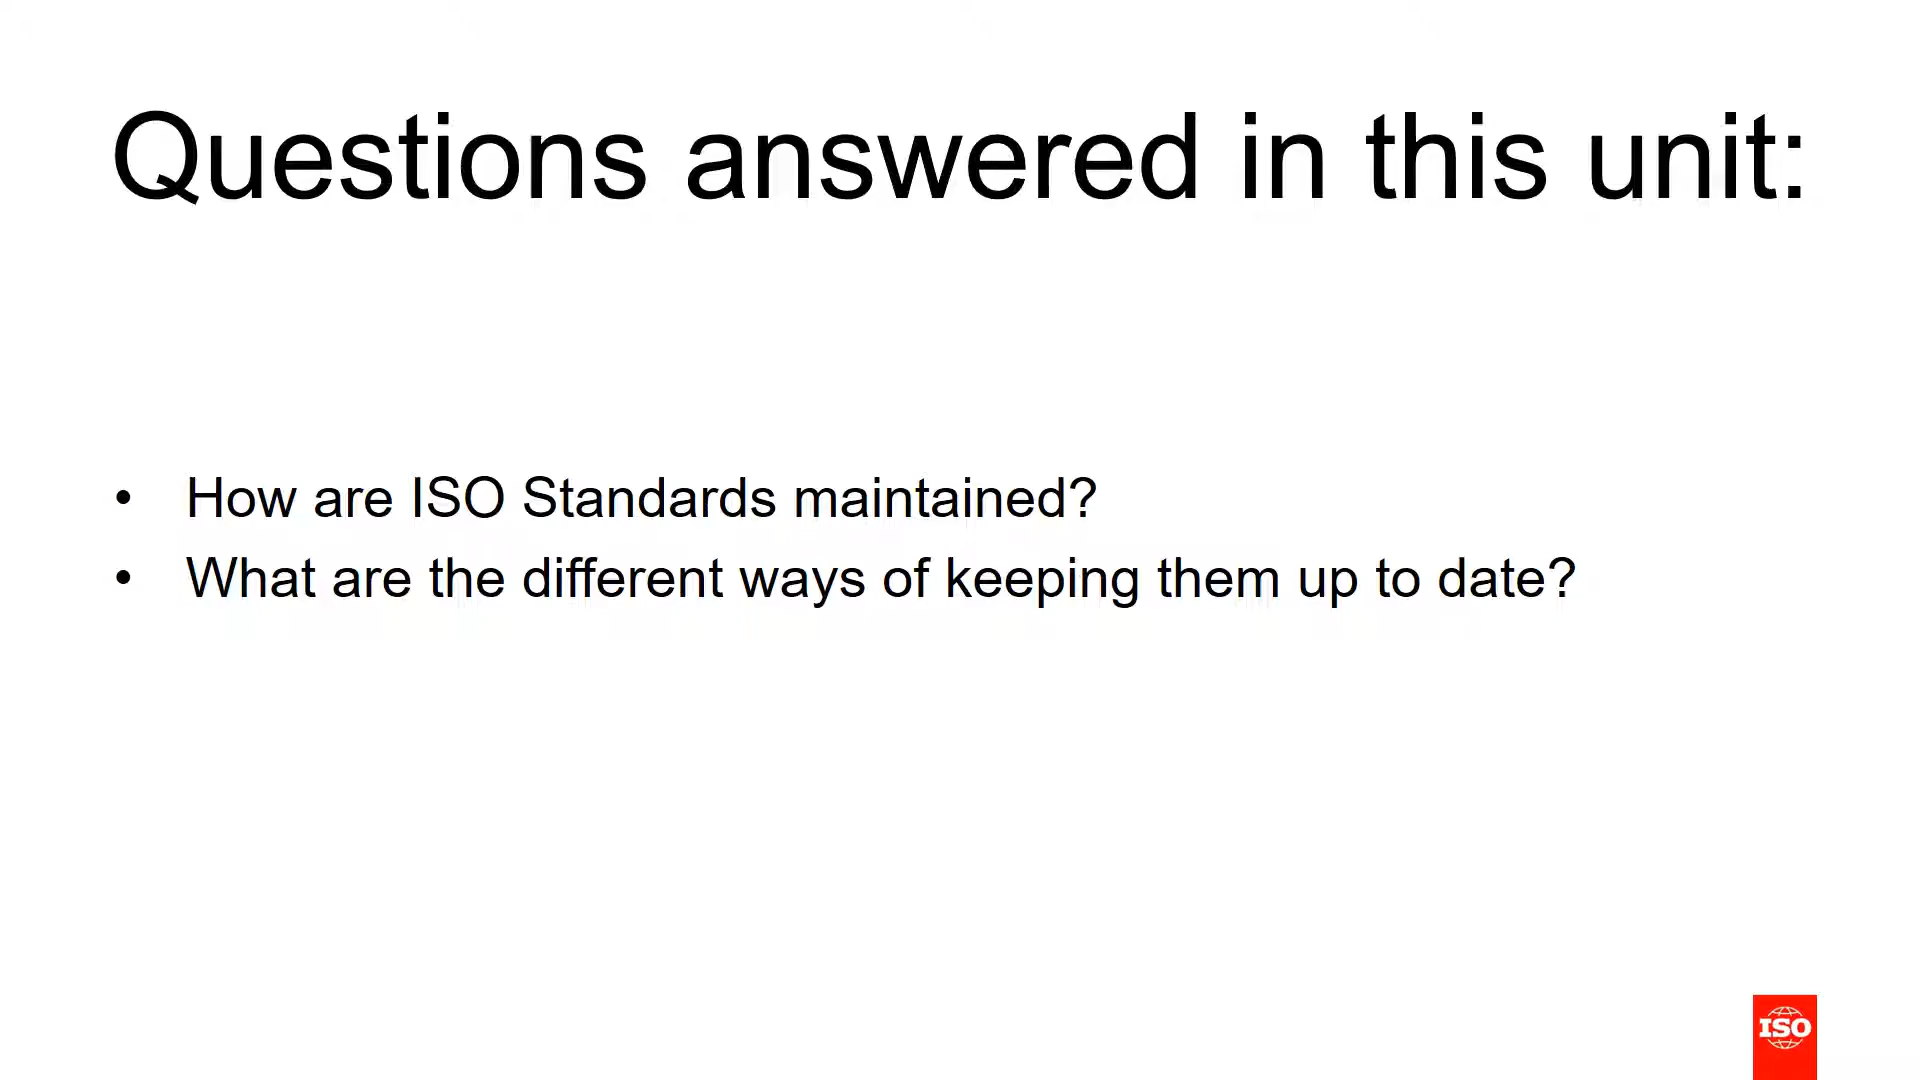 Questions answered in this unit:
• How are ISO Standards maintained?
• What are the different ways of keeping them up to date?
ISO